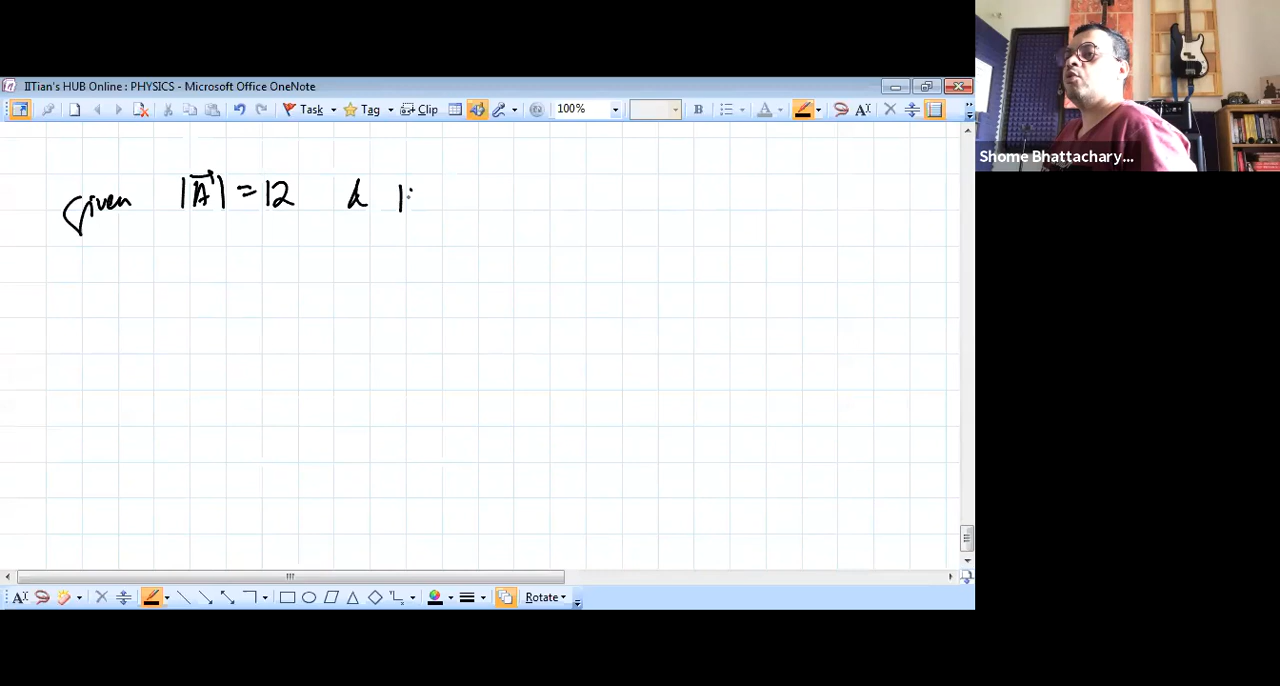 IITian's HUB Online : PHYSICS - Microsoft Office OneNote
Task Tag Clip 100% B A A
Given |A⃗| = 12 & |
Shome Bhattachary...
A Rotate